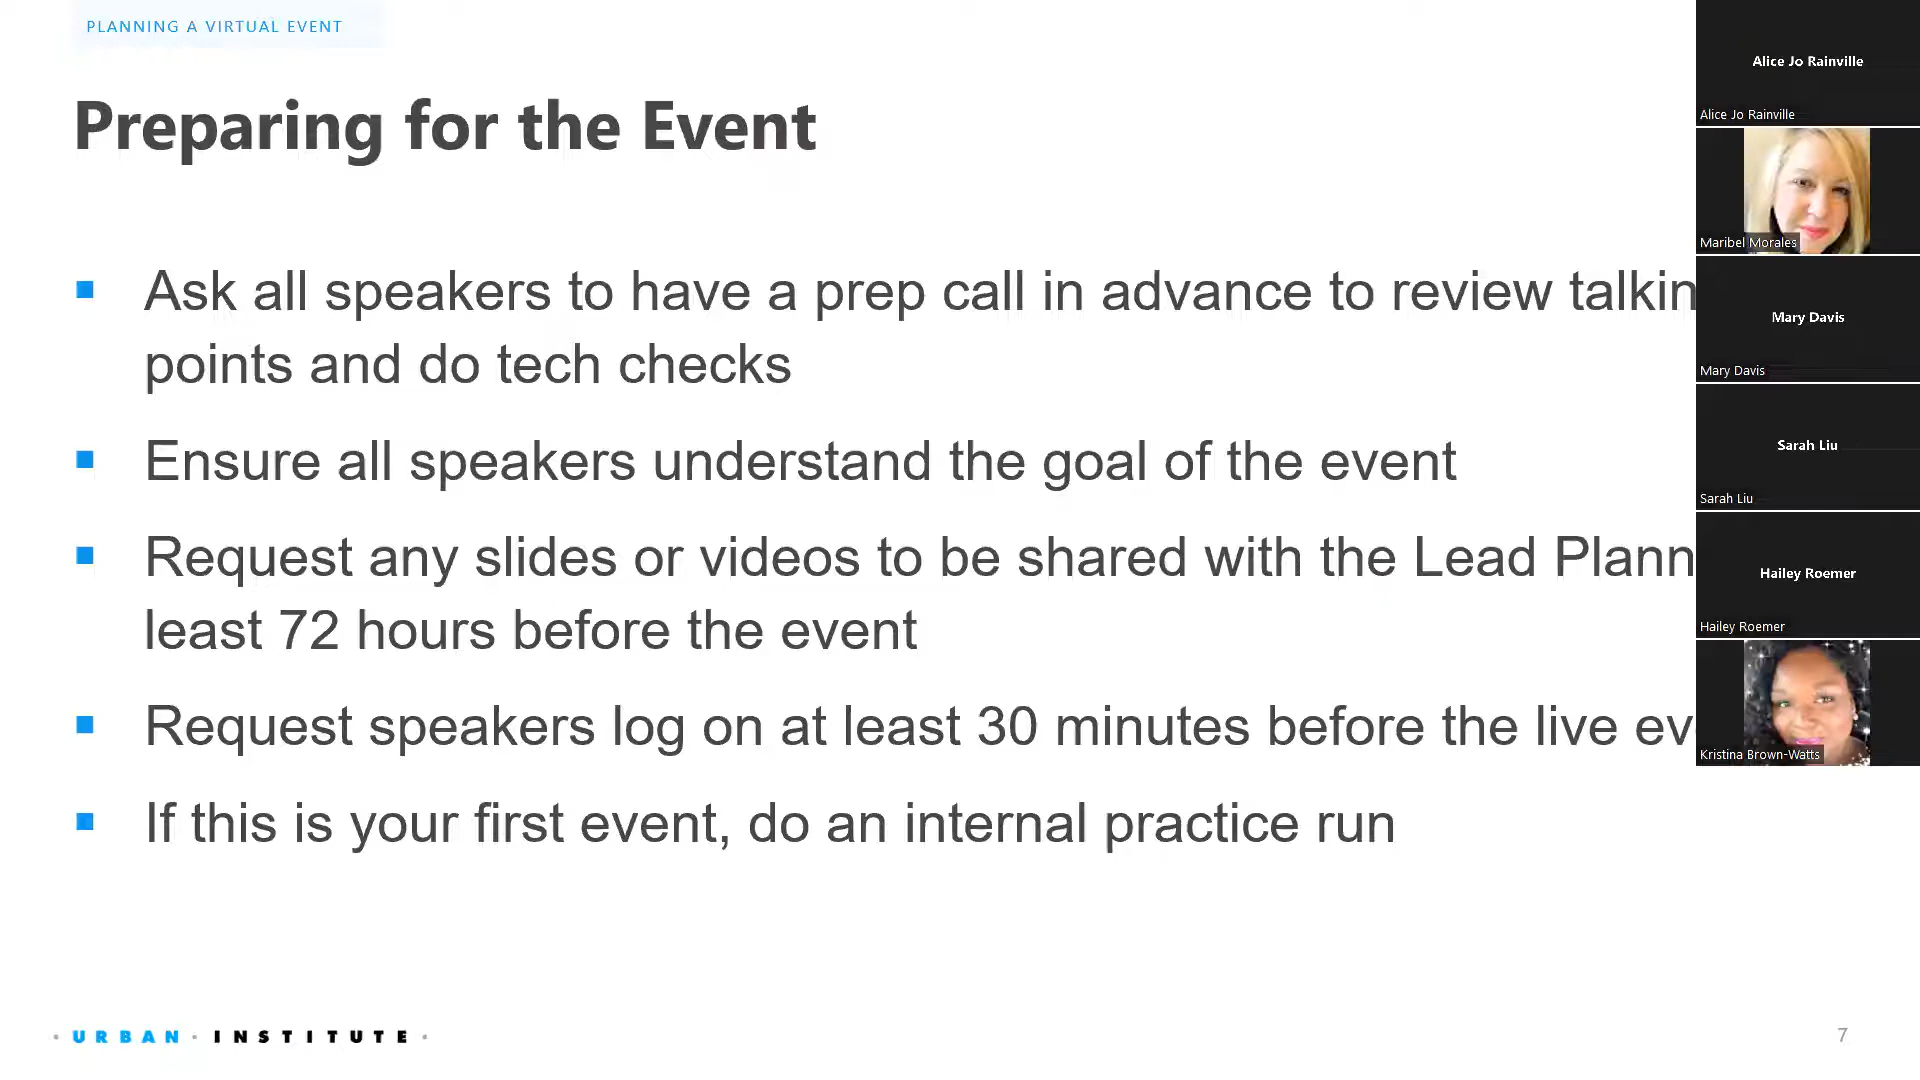 PLANNING A VIRTUAL EVENT
Preparing for the Event
Ask all speakers to have a prep call in advance to review talkin
points and do tech checks
Ensure all speakers understand the goal of the event
Request any slides or videos to be shared with the Lead Plann
least 72 hours before the event
Request speakers log on at least 30 minutes before the live ev
If this is your first event, do an internal practice run
URBAN · INSTITUTE
7
Alice Jo Rainville
Alice Jo Rainville
Maribel Morales
Mary Davis
Mary Davis
Sarah Liu
Sarah Liu
Hailey Roemer
Hailey Roemer
Kristina Brown-Watts